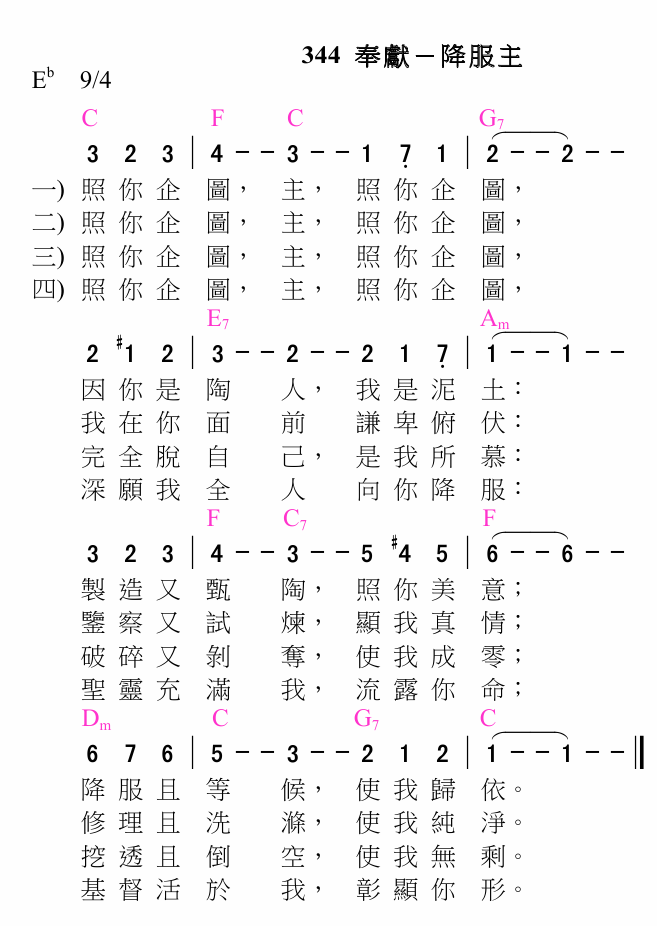 344 奉獻－降服主
E♭ 9/4
C F C G7
3 2 3 | 4 - - 3 - - 1 7̣ 1 | 2 - - 2 - -
一) 照你企圖，主，照你企圖，
二) 照你企圖，主，照你企圖，
三) 照你企圖，主，照你企圖，
四) 照你企圖，主，照你企圖，
E7 Am
2 #1 2 | 3 - - 2 - - 2 1 7̣ | 1 - - 1 - -
因你是陶人，我是泥土：
我在你面前謙卑俯伏：
完全脫自己，是我所慕：
深願我全人向你降服：
F C7 F
3 2 3 | 4 - - 3 - - 5 #4 5 | 6 - - 6 - -
製造又甄陶，照你美意；
鑒察又試煉，顯我真情；
破碎又剝奪，使我成零；
聖靈充滿我，流露你命；
Dm C G7 C
6 7 6 | 5 - - 3 - - 2 1 2 | 1 - - 1 - - ‖
降服且等候，使我歸依。
修理且洗滌，使我純淨。
挖透且倒空，使我無剩。
基督活於我，彰顯你形。